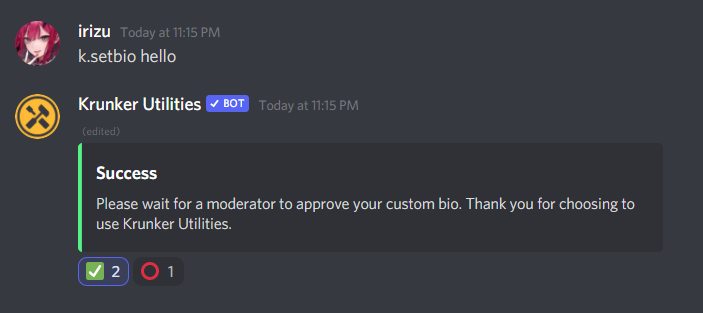 irizu Today at 11:15 PM
k.setbio hello
Krunker Utilities ✓ BOT Today at 11:15 PM
(edited)
Success
Please wait for a moderator to approve your custom bio. Thank you for choosing to
use Krunker Utilities.
2 1